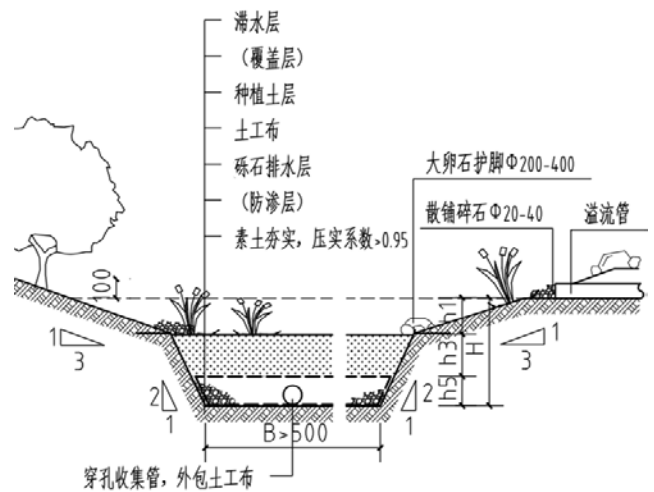 滞水层
(覆盖层)
种植土层
土工布
砾石排水层
(防渗层)
素土夯实，压实系数>0.95
大卵石护脚Φ200-400
散铺碎石Φ20-40
溢流管
100
1
3
2
1
B>500
h1
h3
h5
H
2
1
1
3
穿孔收集管，外包土工布